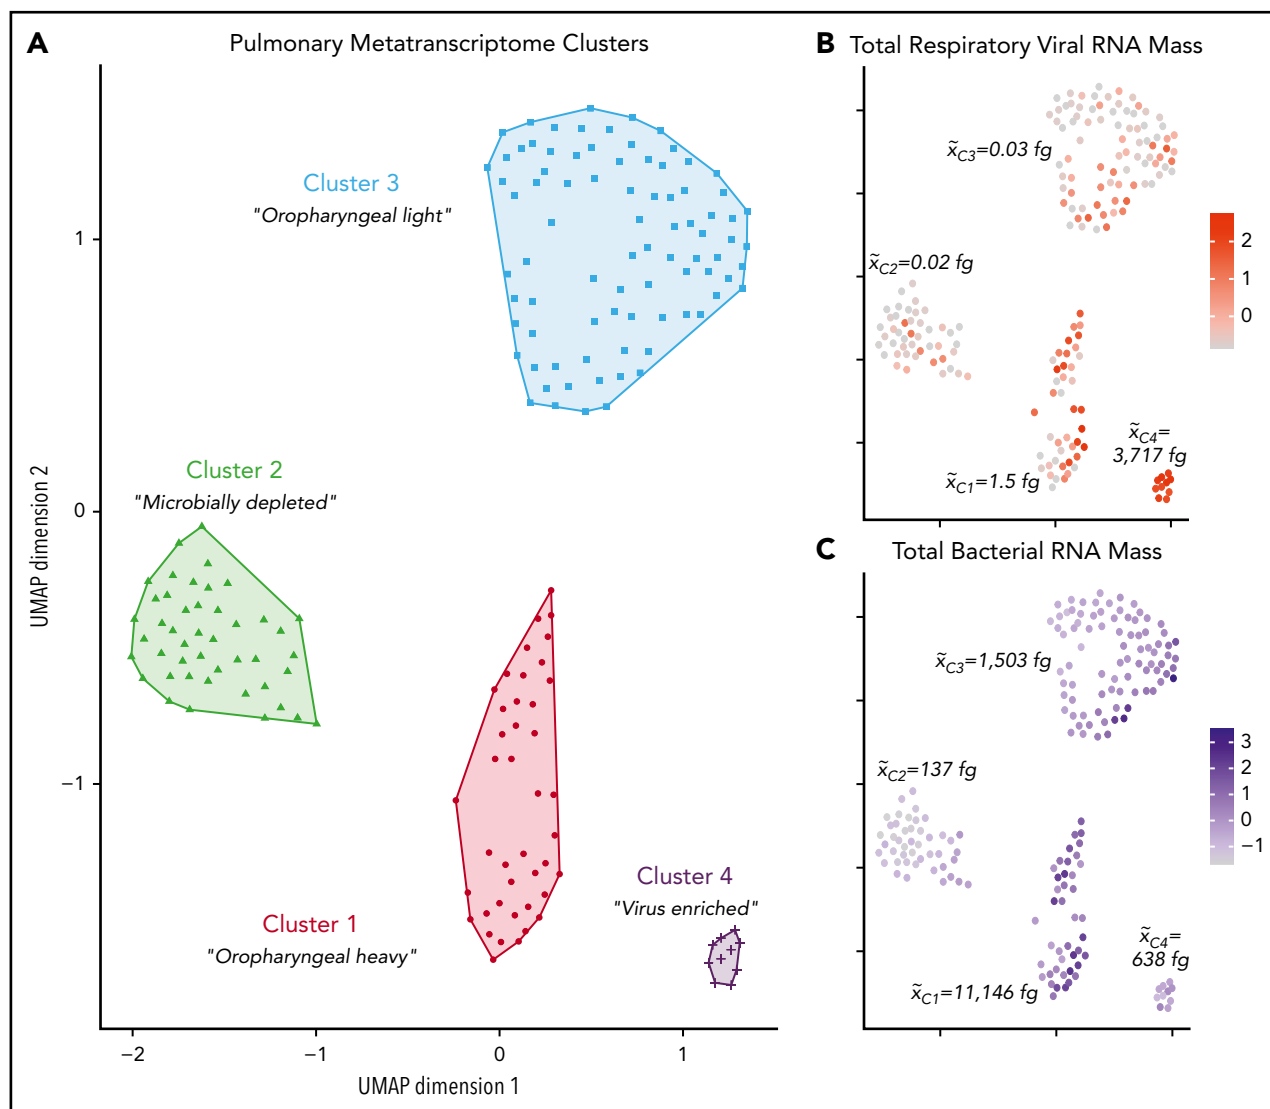 A
Pulmonary Metatranscriptome Clusters
Cluster 3
"Oropharyngeal light"
Cluster 2
"Microbially depleted"
Cluster 1
"Oropharyngeal heavy"
Cluster 4
"Virus enriched"
UMAP dimension 2
1
0
−1
−2
−1
0
1
UMAP dimension 1
B
Total Respiratory Viral RNA Mass
x̃C3=0.03 fg
x̃C2=0.02 fg
x̃C1=1.5 fg
x̃C4=
3,717 fg
2
1
0
C
Total Bacterial RNA Mass
x̃C3=1,503 fg
x̃C2=137 fg
x̃C1=11,146 fg
x̃C4=
638 fg
3
2
1
0
−1